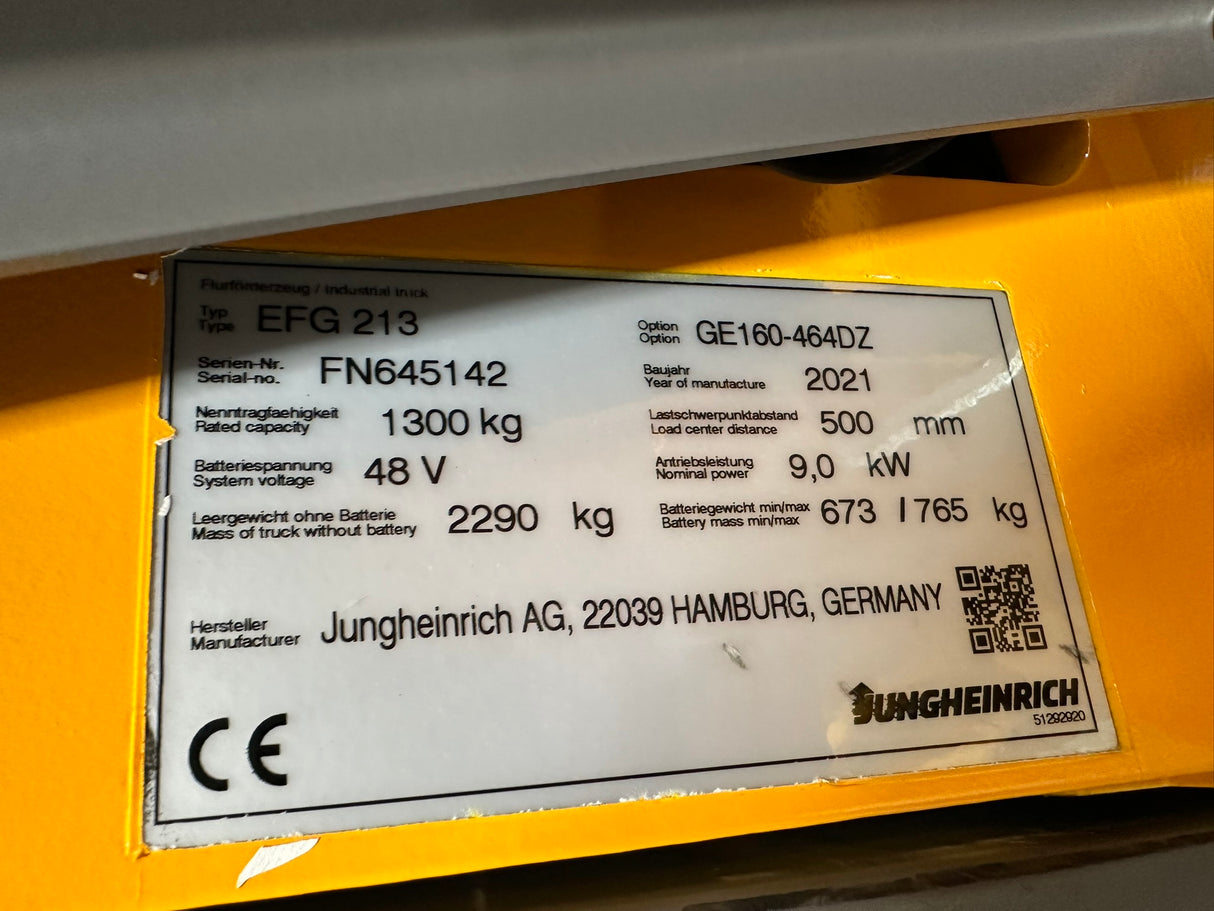 Flurförderzeug / Industrial truck
Typ
Type EFG 213
Option
Option GE160-464DZ
Serien-Nr.
Serial-no. FN645142
Baujahr
Year of manufacture 2021
Nenntragfaehigkeit
Rated capacity 1300 kg
Lastschwerpunktabstand
Load center distance 500 mm
Batteriespannung
System voltage 48 V
Antriebsleistung
Nominal power 9,0 kW
Leergewicht ohne Batterie
Mass of truck without battery 2290 kg
Batteriegewicht min/max
Battery mass min/max 673 / 765 kg
Hersteller
Manufacturer Jungheinrich AG, 22039 HAMBURG, GERMANY
JUNGHEINRICH
51292920
CE